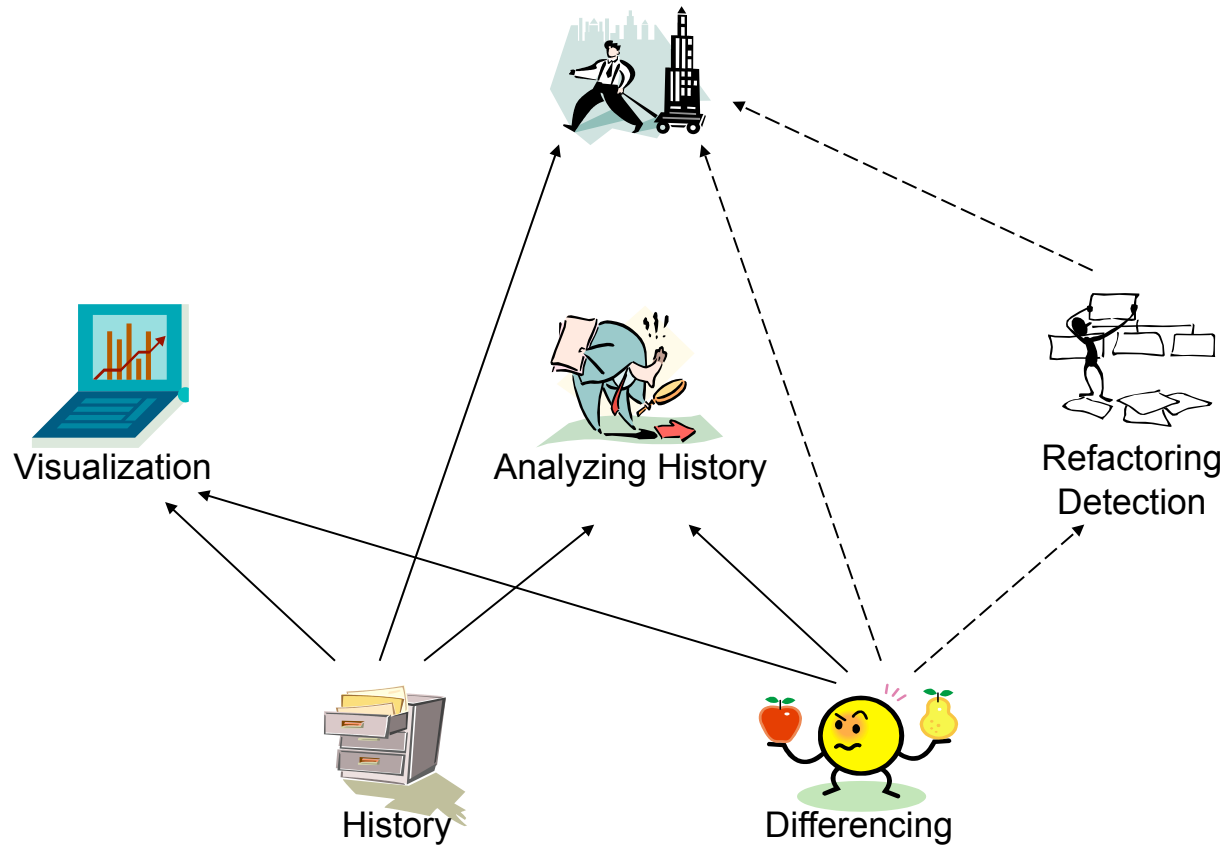 Visualization
Analyzing History
Refactoring
Detection
History
Differencing